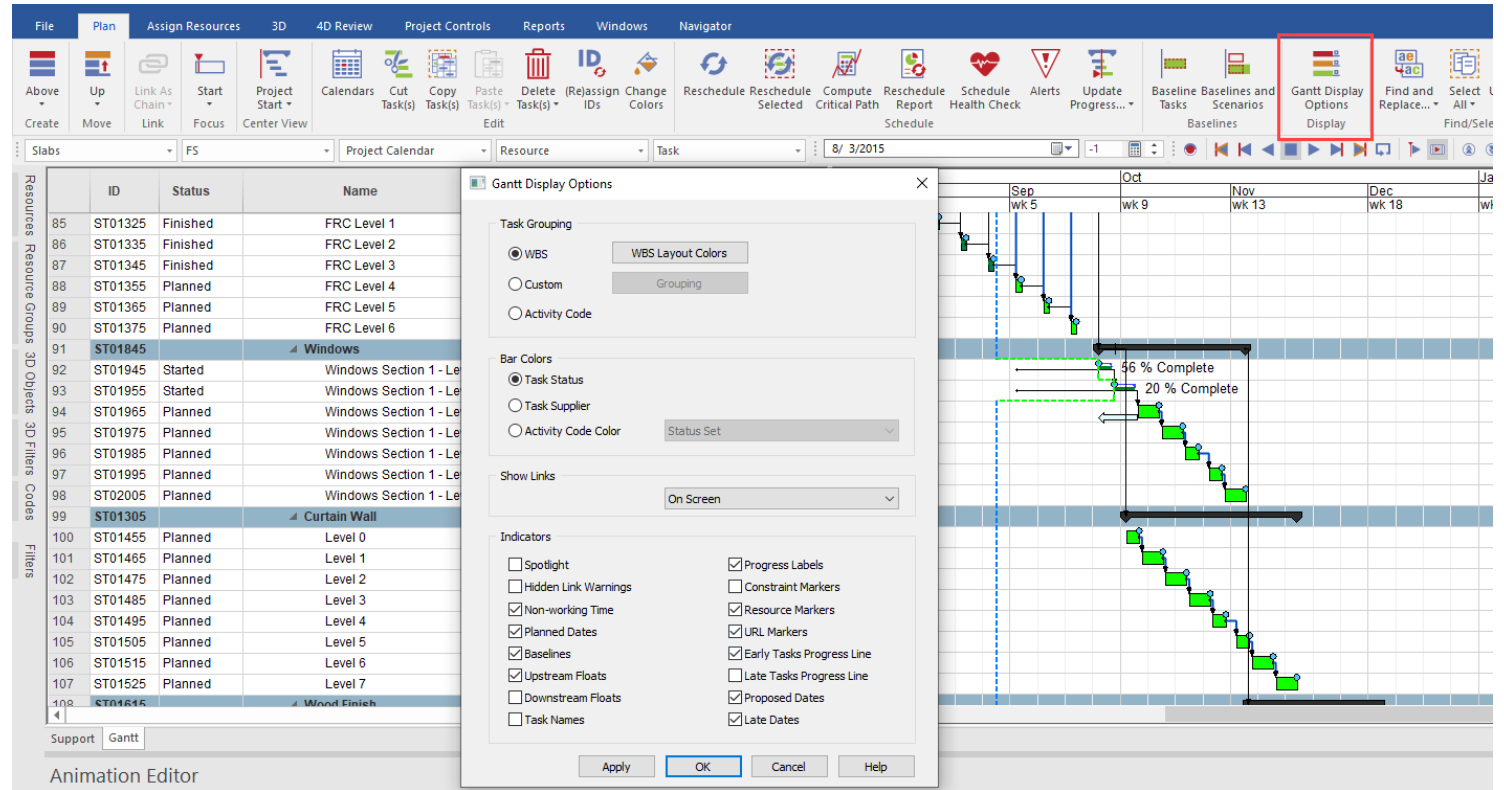 File Plan Assign Resources 3D 4D Review Project Controls Reports Windows Navigator
Above Up Link As Chain Start Project Start Calendars Cut Task(s) Copy Task(s) Paste Task(s) Delete Task(s) (Re)assign IDs Change Colors Reschedule Reschedule Selected Compute Critical Path Reschedule Report Schedule Health Check Alerts Update Progress... Baseline Tasks Baselines and Scenarios Gantt Display Options Find and Replace... Select All
Create Move Link Focus Center View Edit Schedule Baselines Display Find/Sele
Slabs FS Project Calendar Resource Task 8/ 3/2015 -1
Resources
Resource Groups
3D Objects
3D Filters
Codes
Filters
ID Status Name
85 ST01325 Finished FRC Level 1
86 ST01335 Finished FRC Level 2
87 ST01345 Finished FRC Level 3
88 ST01355 Planned FRC Level 4
89 ST01365 Planned FRC Level 5
90 ST01375 Planned FRC Level 6
91 ST01845 Windows
92 ST01945 Started Windows Section 1 - Le
93 ST01955 Started Windows Section 1 - Le
94 ST01965 Planned Windows Section 1 - Le
95 ST01975 Planned Windows Section 1 - Le
96 ST01985 Planned Windows Section 1 - Le
97 ST01995 Planned Windows Section 1 - Le
98 ST02005 Planned Windows Section 1 - Le
99 ST01305 Curtain Wall
100 ST01455 Planned Level 0
101 ST01465 Planned Level 1
102 ST01475 Planned Level 2
103 ST01485 Planned Level 3
104 ST01495 Planned Level 4
105 ST01505 Planned Level 5
106 ST01515 Planned Level 6
107 ST01525 Planned Level 7
108 ST01615 Wood Finish
Support Gantt
Animation Editor
Gantt Display Options
Task Grouping
WBS WBS Layout Colors
Custom Grouping
Activity Code
Bar Colors
Task Status
Task Supplier
Activity Code Color Status Set
Show Links
On Screen
Indicators
Spotlight Progress Labels
Hidden Link Warnings Constraint Markers
Non-working Time Resource Markers
Planned Dates URL Markers
Baselines Early Tasks Progress Line
Upstream Floats Late Tasks Progress Line
Downstream Floats Proposed Dates
Task Names Late Dates
Apply OK Cancel Help
Oct Ja
Sep Nov Dec
wk 5 wk 9 wk 13 wk 18
56 % Complete
20 % Complete